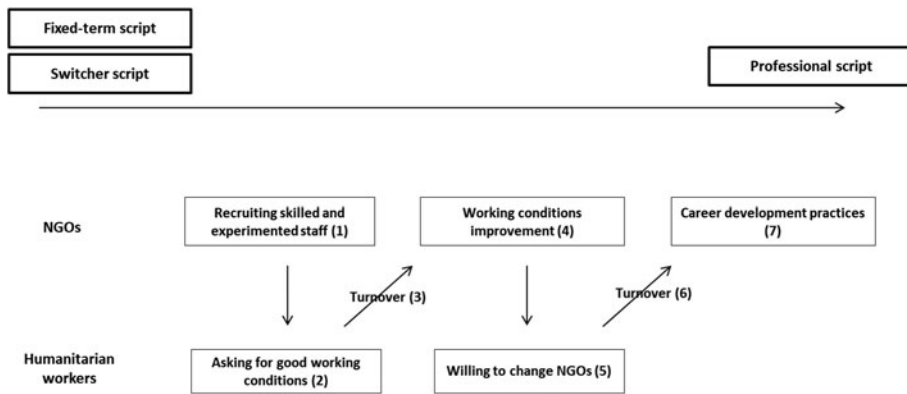 Fixed-term script
Switcher script
Professional script
NGOs
Recruiting skilled and
experimented staff (1)
Working conditions
improvement (4)
Career development practices
(7)
Turnover (3)
Turnover (6)
Humanitarian
workers
Asking for good working
conditions (2)
Willing to change NGOs (5)